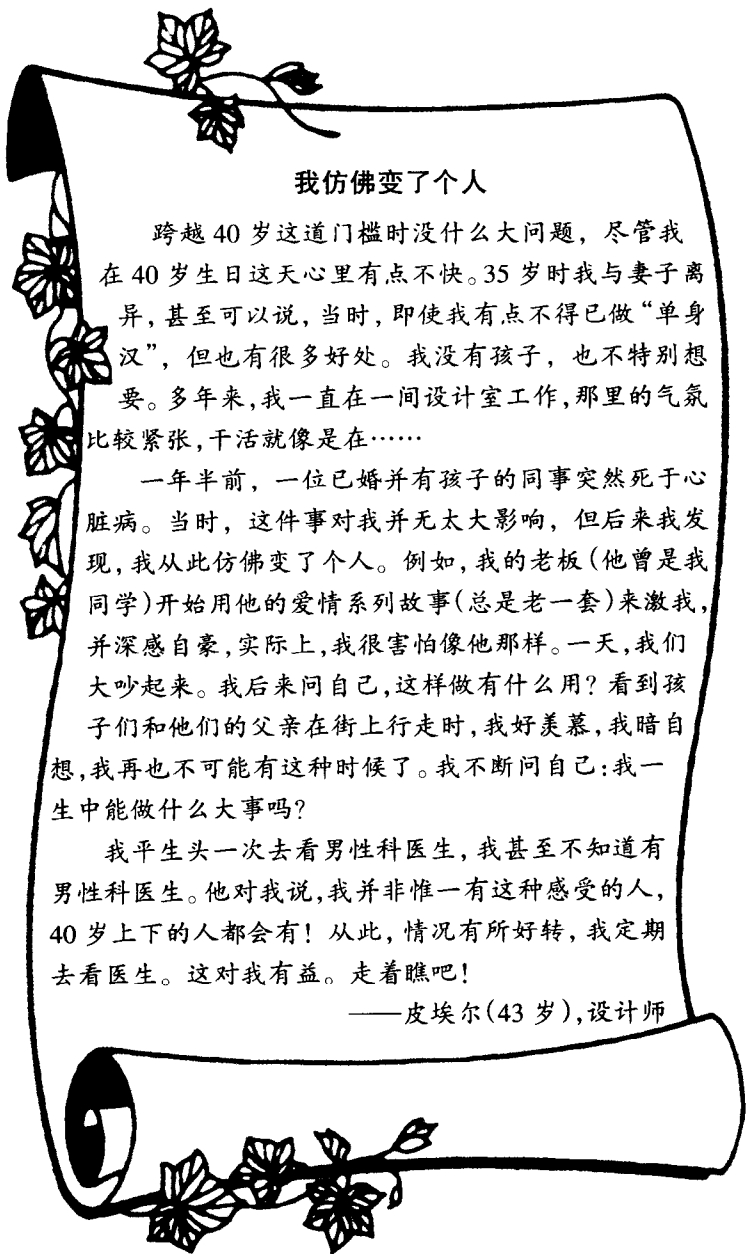 我仿佛变了个人
跨越 40 岁这道门槛时没什么大问题，尽管我
在 40 岁生日这天心里有点不快。35 岁时我与妻子离
异，甚至可以说，当时，即使我有点不得已做“单身
汉”，但也有很多好处。我没有孩子，也不特别想
要。多年来，我一直在一间设计室工作，那里的气氛
比较紧张，干活就像是在……
一年半前，一位已婚并有孩子的同事突然死于心
脏病。当时，这件事对我并无太大影响，但后来我发
现，我从此仿佛变了个人。例如，我的老板（他曾是我
同学）开始用他的爱情系列故事（总是老一套）来激我，
并深感自豪，实际上，我很害怕像他那样。一天，我们
大吵起来。我后来问自己，这样做有什么用？看到孩
子们和他们的父亲在街上行走时，我好羡慕，我暗自
想，我再也不可能有这种时候了。我不断问自己：我一
生中能做什么大事吗？
我平生头一次去看男性科医生，我甚至不知道有
男性科医生。他对我说，我并非惟一有这种感受的人，
40 岁上下的人都会有！从此，情况有所好转，我定期
去看医生。这对我有益。走着瞧吧！
——皮埃尔（43 岁），设计师